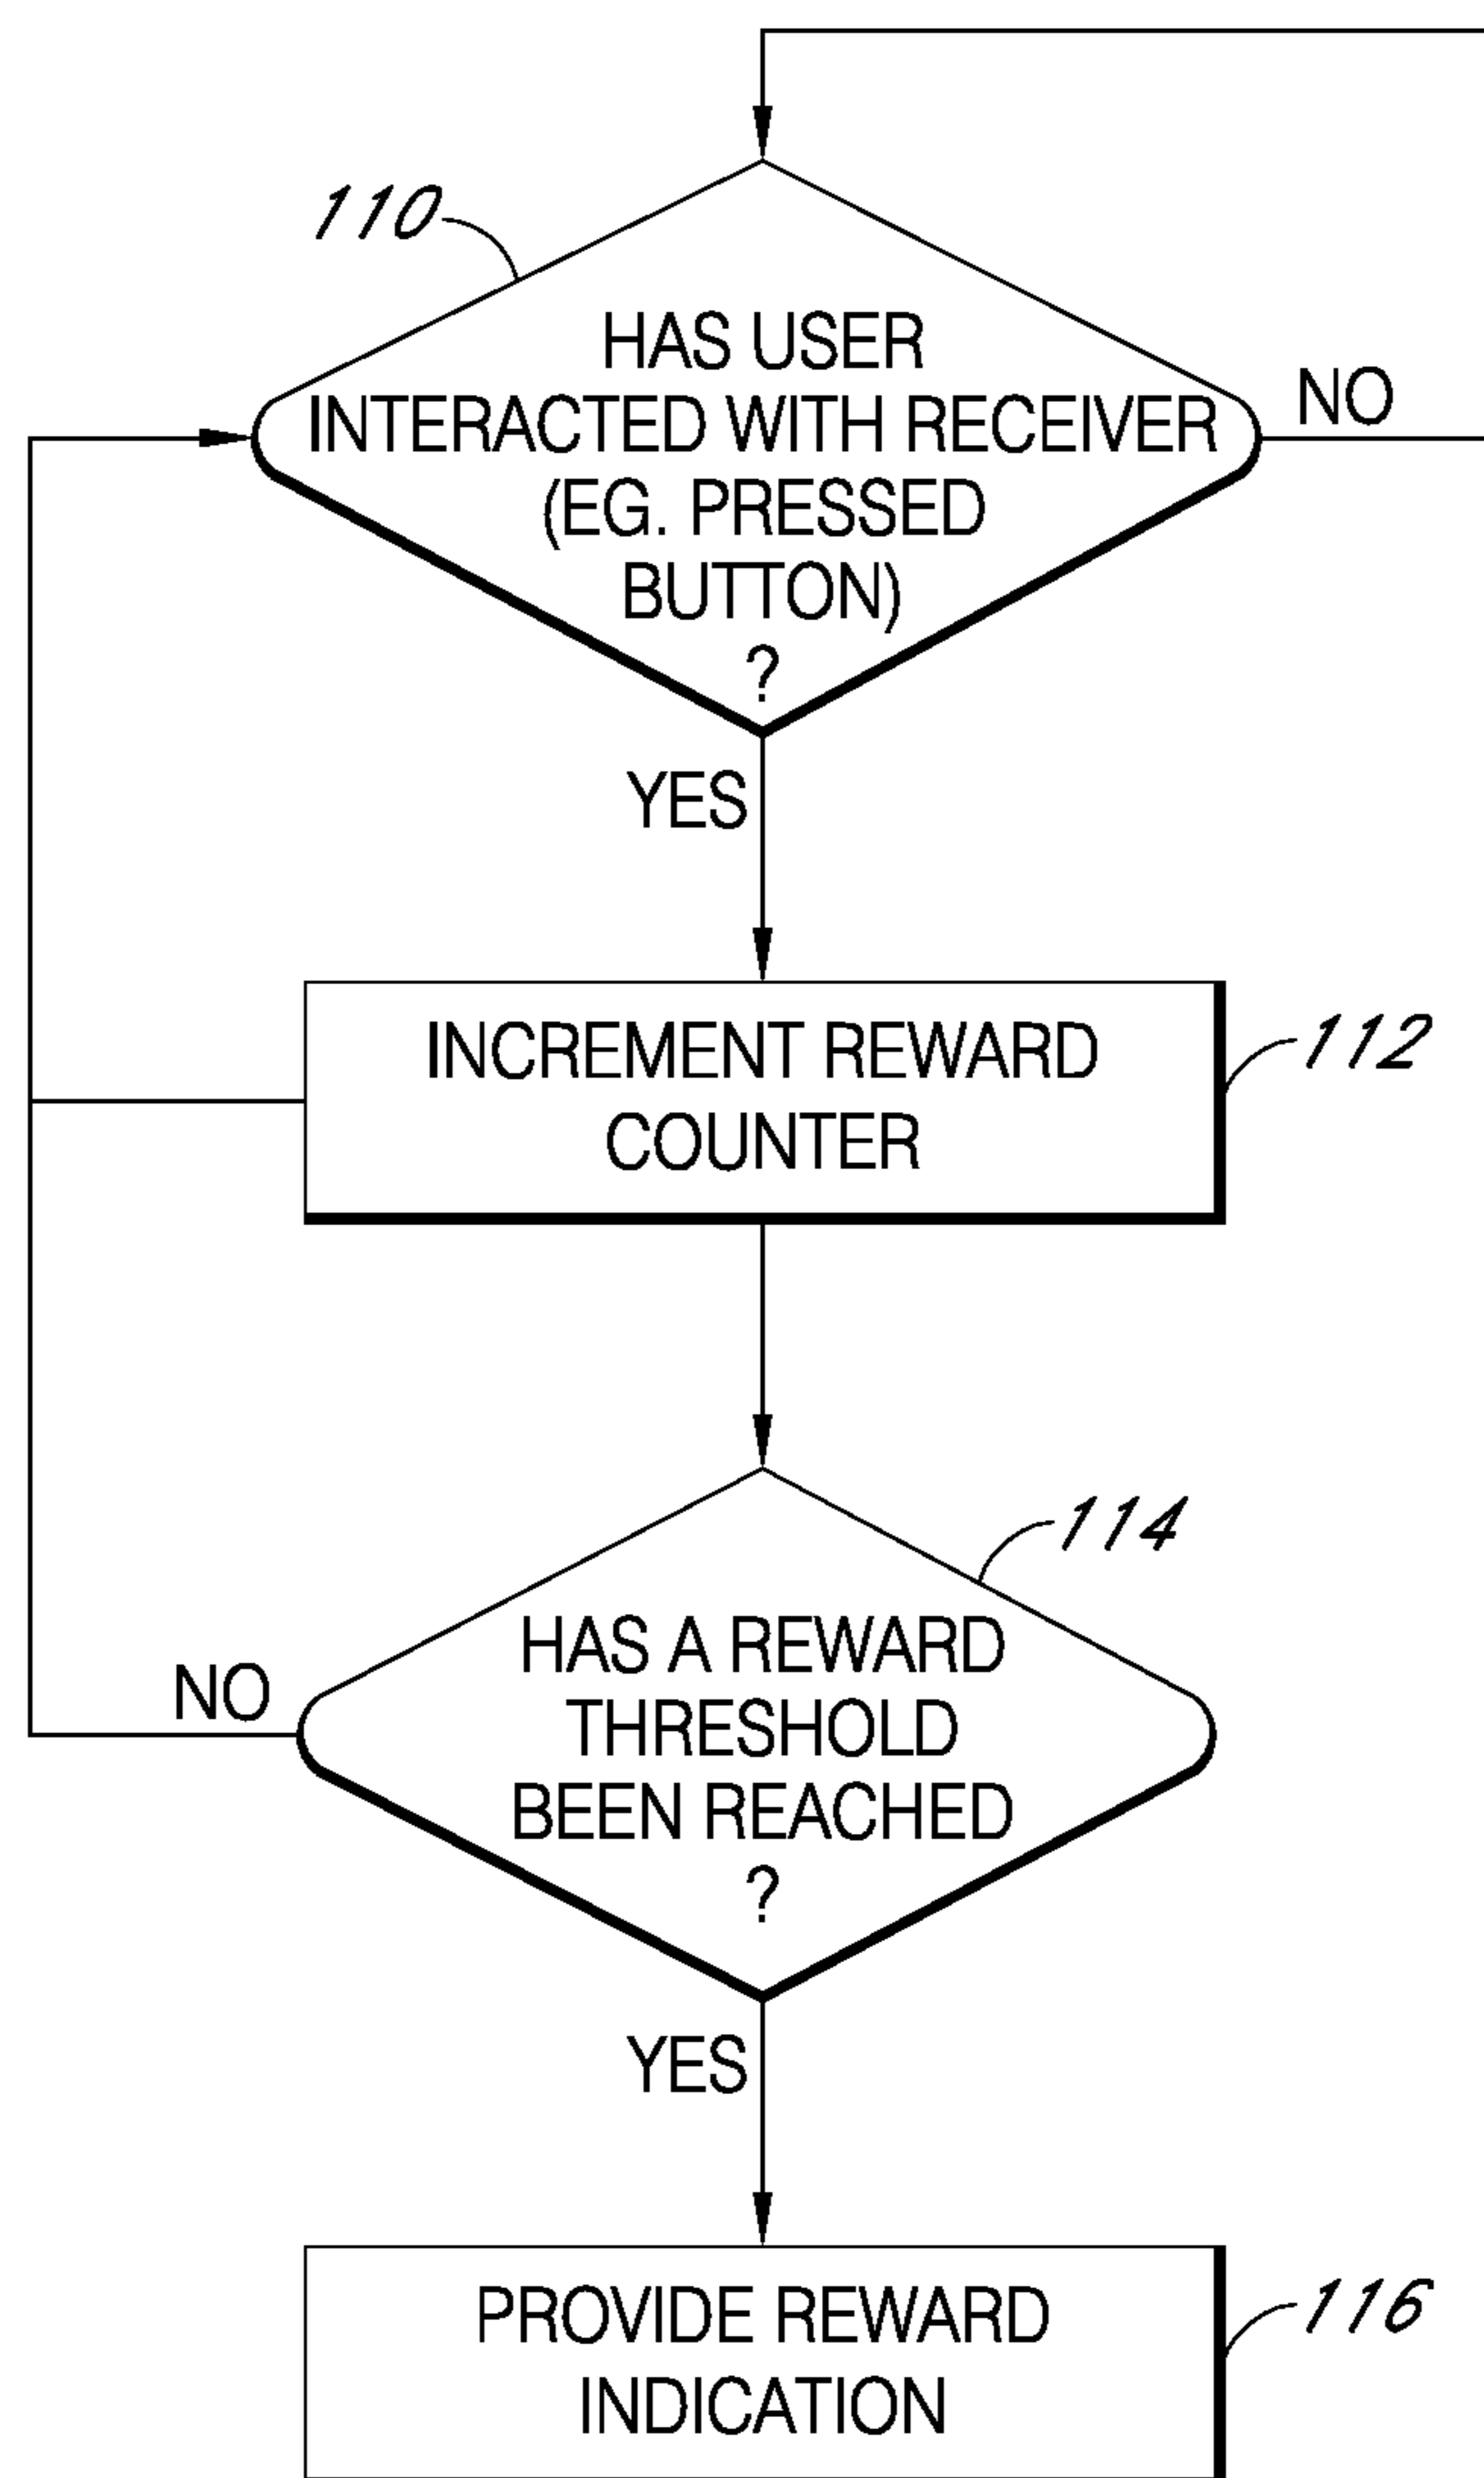 110
HAS USER
INTERACTED WITH RECEIVER
(EG. PRESSED
BUTTON)
?
NO
YES
INCREMENT REWARD
COUNTER
112
114
HAS A REWARD
THRESHOLD
BEEN REACHED
?
NO
YES
PROVIDE REWARD
INDICATION
116